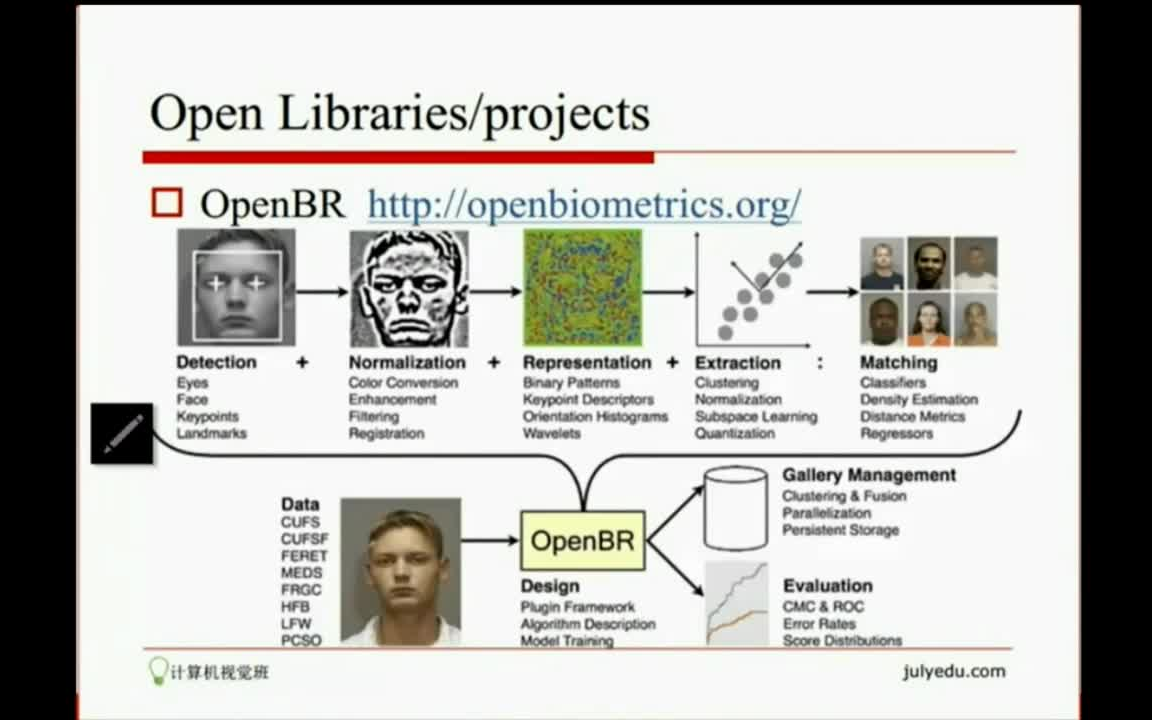 Open Libraries/projects
OpenBR http://openbiometrics.org/
Detection + Normalization + Representation + Extraction : Matching
Eyes Color Conversion Binary Patterns Clustering Classifiers
Face Enhancement Keypoint Descriptors Normalization Density Estimation
Keypoints Filtering Orientation Histograms Subspace Learning Distance Metrics
Landmarks Registration Wavelets Quantization Regressors
Data
CUFS
CUFSF
FERET
MEDS
FRGC
HFB
LFW
PCSO
OpenBR
Design
Plugin Framework
Algorithm Description
Model Training
Gallery Management
Clustering & Fusion
Parallelization
Persistent Storage
Evaluation
CMC & ROC
Error Rates
Score Distributions
计算机视觉班
julyedu.com